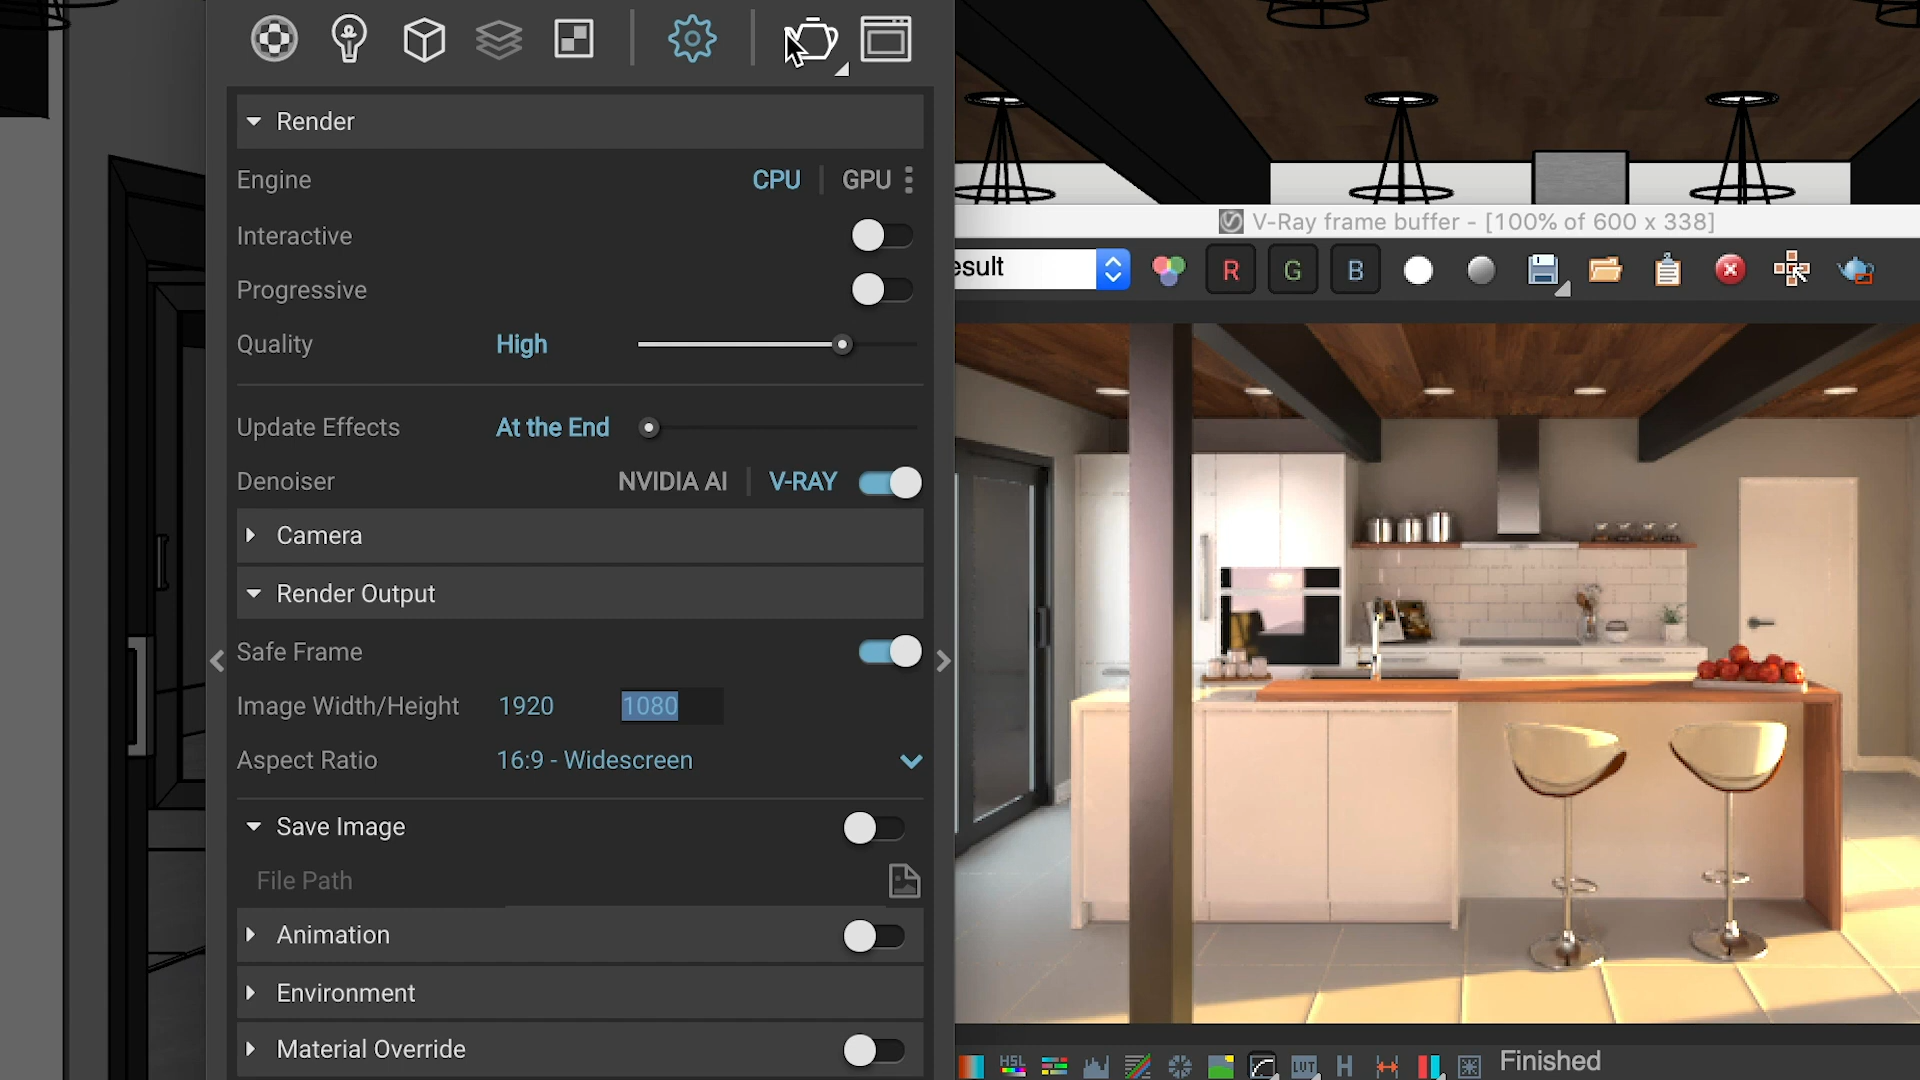 Render
Engine CPU GPU
Interactive
Progressive
Quality High
Update Effects At the End
Denoiser NVIDIA AI V-RAY
Camera
Render Output
Safe Frame
Image Width/Height 1920 1080
Aspect Ratio 16:9 - Widescreen
Save Image
File Path
Animation
Environment
Material Override
V-Ray frame buffer - [100% of 600 x 338]
esult R G B
HSL LUT H Finished